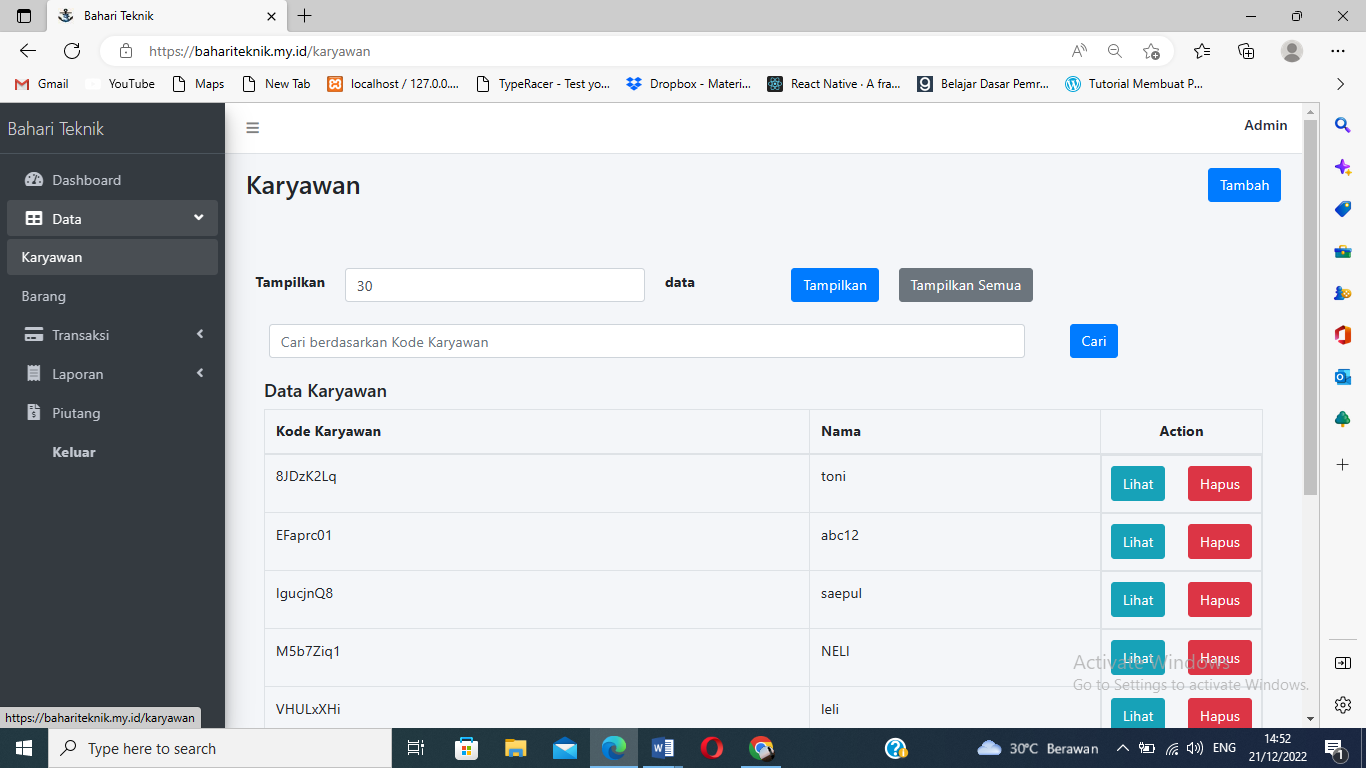 Bahari Teknik
https://bahariteknik.my.id/karyawan
Gmail YouTube Maps New Tab localhost / 127.0.0.... TypeRacer - Test yo... Dropbox - Materi... React Native · A fra... Belajar Dasar Pemr... Tutorial Membuat P...
Bahari Teknik
Admin
Dashboard
Data
Karyawan
Barang
Transaksi
Laporan
Piutang
Keluar
Karyawan
Tambah
Tampilkan 30 data Tampilkan Tampilkan Semua
Cari berdasarkan Kode Karyawan Cari
Data Karyawan
Kode Karyawan Nama Action
8JDzK2Lq toni Lihat Hapus
EFaprc01 abc12 Lihat Hapus
IgucjnQ8 saepul Lihat Hapus
M5b7Ziq1 NELI Lihat Hapus
VHULxXHi leli Lihat Hapus
Activate Windows
Go to Settings to activate Windows.
https://bahariteknik.my.id/karyawan
Type here to search
30°C Berawan
ENG
14:52
21/12/2022
1